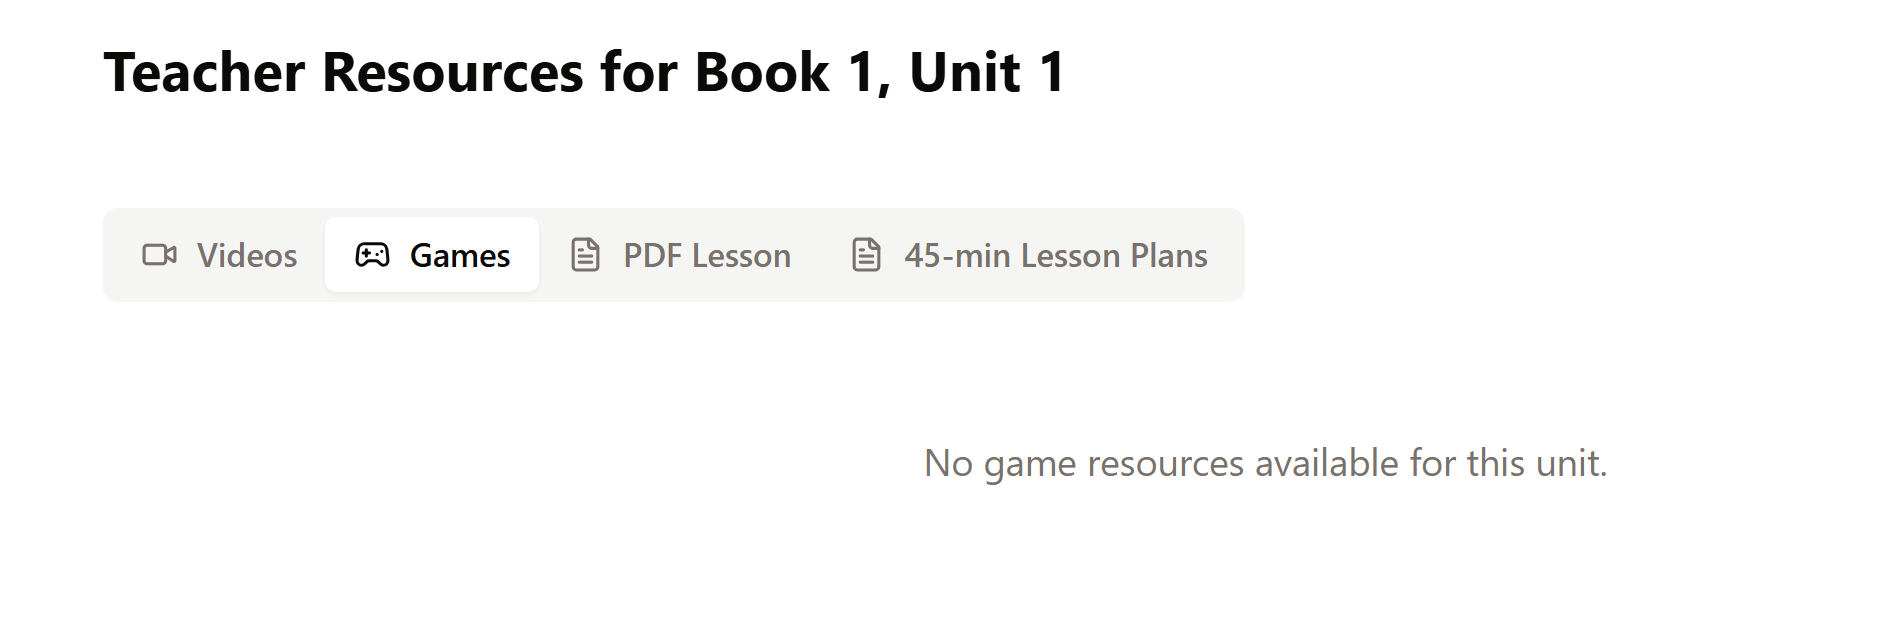 Teacher Resources for Book 1, Unit 1
Videos Games PDF Lesson 45-min Lesson Plans
No game resources available for this unit.